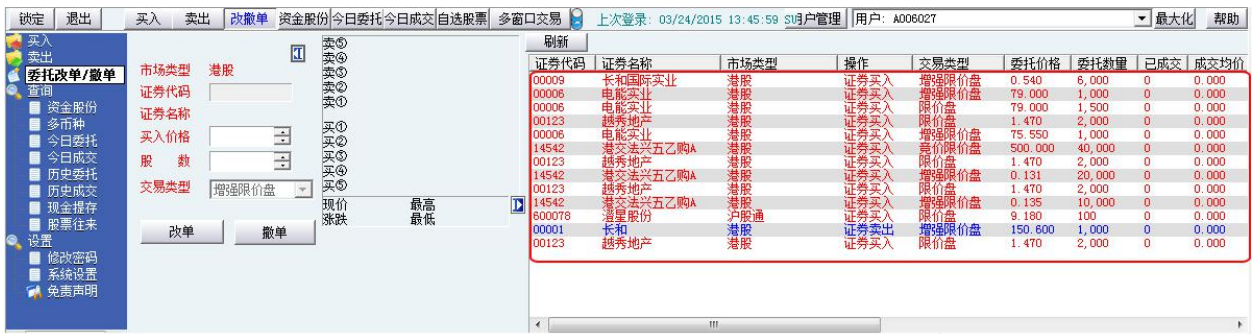 锁定 退出 买入 卖出 改撤单 资金股份 今日委托 今日成交 自选股票 多窗口交易 上次登录: 03/24/2015 13:45:59 用户: A006027 最大化 帮助
买入
卖出
委托改单/撤单
查询
资金股份
多币种
今日委托
今日成交
历史委托
历史成交
现金提存
股票往来
设置
修改密码
系统设置
免责声明
市场类型 港股
证券代码
证券名称
买入价格
股 数
交易类型 增强限价盘
改单 撤单
卖⑤
卖④
卖③
卖②
卖①
买①
买②
买③
买④
买⑤
现价 最高
涨跌 最低
刷新
证券代码 证券名称 市场类型 操作 交易类型 委托价格 委托数量 已成交 成交均价
00009 长和国际实业 港股 证券买入 增强限价盘 0.540 6,000 0 0.000
00006 电能实业 港股 证券买入 增强限价盘 79.000 1,000 0 0.000
00006 电能实业 港股 证券买入 限价盘 79.000 1,500 0 0.000
00123 越秀地产 港股 证券买入 限价盘 1.470 2,000 0 0.000
00006 电能实业 港股 证券买入 增强限价盘 75.550 1,000 0 0.000
14542 港交法兴五乙购A 港股 证券买入 竞价限价盘 500.000 40,000 0 0.000
00123 越秀地产 港股 证券买入 限价盘 1.470 2,000 0 0.000
14542 港交法兴五乙购A 港股 证券买入 增强限价盘 0.131 20,000 0 0.000
00123 越秀地产 港股 证券买入 限价盘 1.470 2,000 0 0.000
14542 港交法兴五乙购A 港股 证券买入 增强限价盘 0.135 10,000 0 0.000
600078 澄星股份 沪股通 证券买入 限价盘 9.180 100 0 0.000
00001 长和 港股 证券卖出 增强限价盘 150.600 1,000 0 0.000
00123 越秀地产 港股 证券买入 限价盘 1.470 2,000 0 0.000